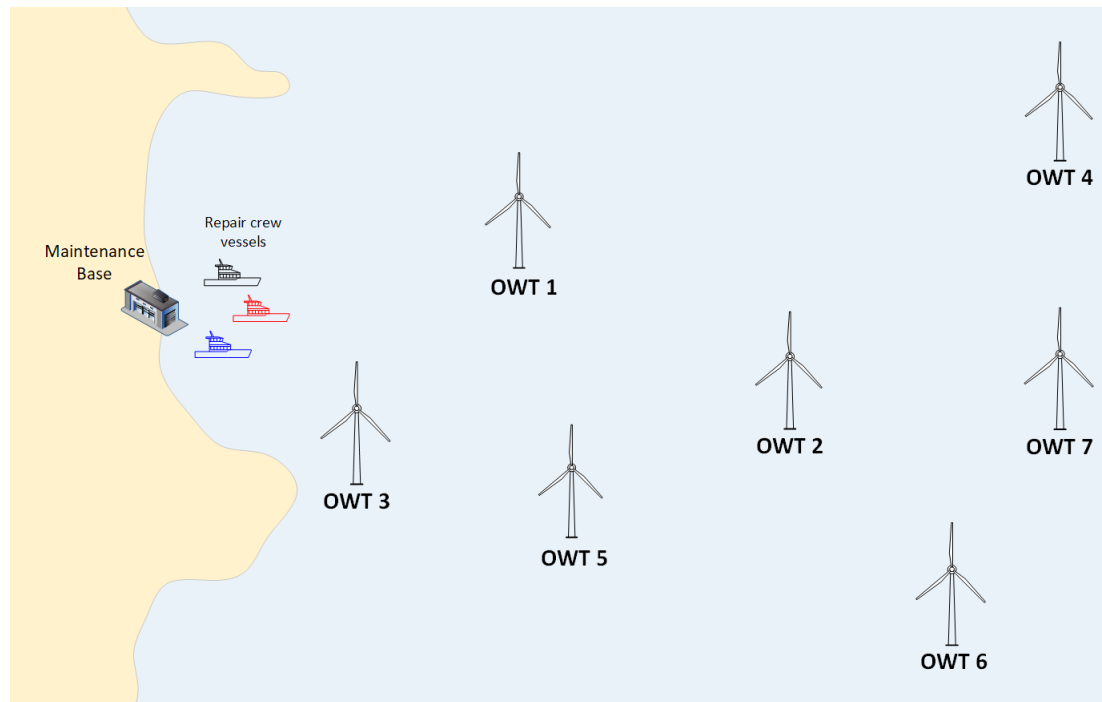 OWT 4
Repair crew
vessels
Maintenance
Base
OWT 1
OWT 2
OWT 7
OWT 3
OWT 5
OWT 6